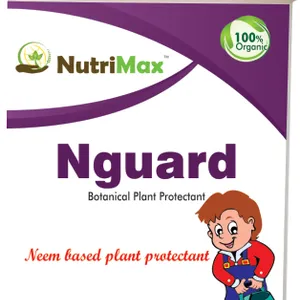 100%
Organic
NutriMax™
Nguard
Botanical Plant Protectant
Neem based plant protectant